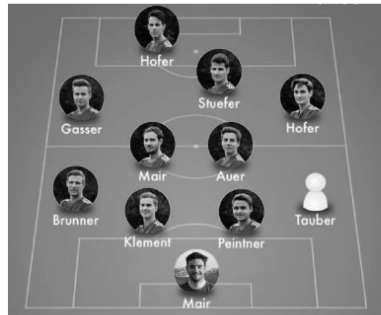 Hofer
Stuefer
Gasser
Hofer
Mair
Auer
Brunner
Klement
Peintner
Tauber
Mair